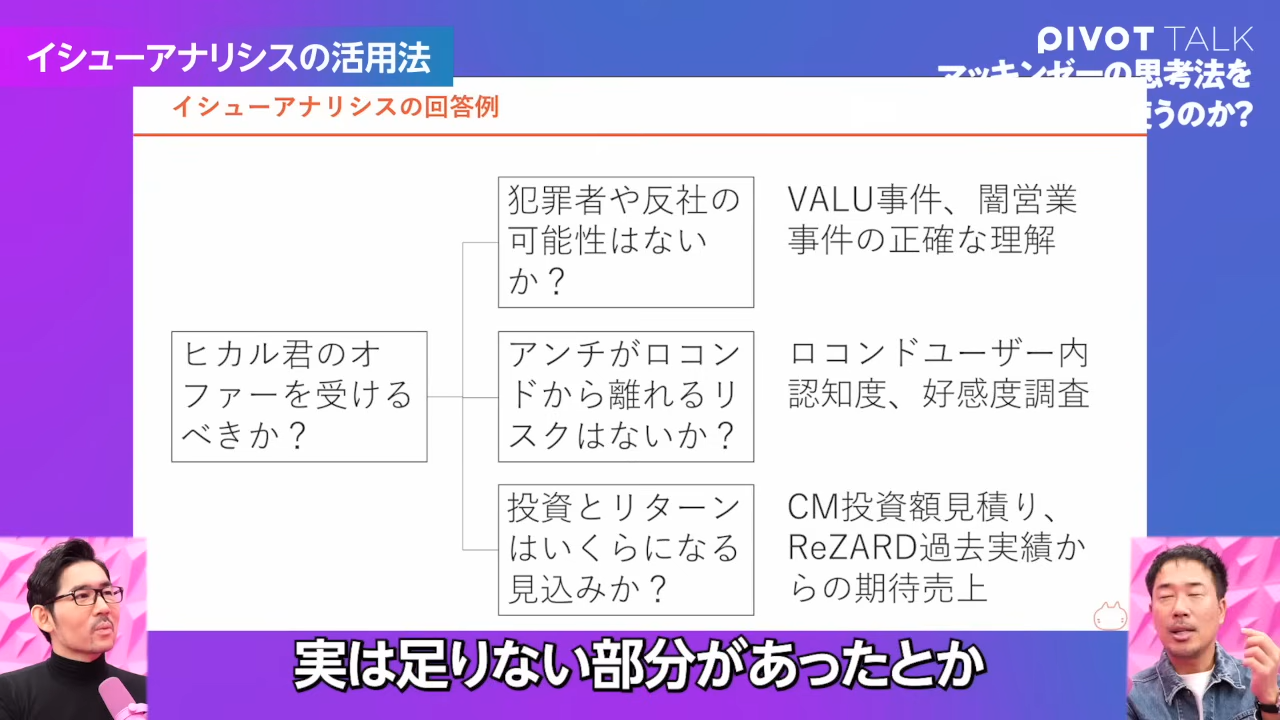 イシューアナリシスの活用法
PIVOT TALK
マッキンゼーの思考法を
使うのか?
イシューアナリシスの回答例
ヒカル君のオ
ファーを受ける
べきか？
犯罪者や反社の
可能性はない
か？
VALU事件、闇営業
事件の正確な理解
アンチがロコン
ドから離れるリ
スクはないか？
ロコンドユーザー内
認知度、好感度調査
投資とリターン
はいくらになる
見込みか？
CM投資額見積り、
ReZARD過去実績か
らの期待売上
実は足りない部分があったとか